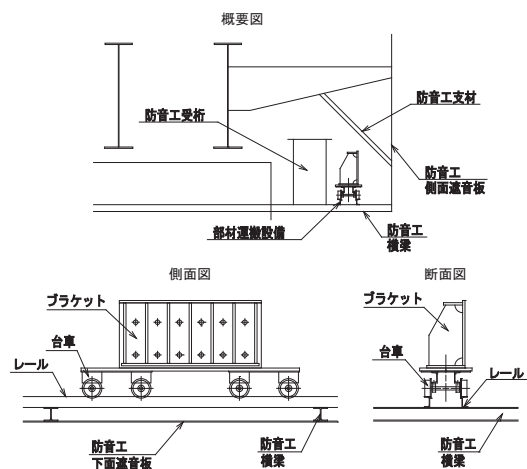 概要図
防音工支材
防音工受桁
防音工
側面遮音板
部材運搬設備
防音工
横梁
側面図
断面図
ブラケット
ブラケット
台車
台車
レール
レール
防音工
下面遮音板
防音工
横梁
防音工
横梁